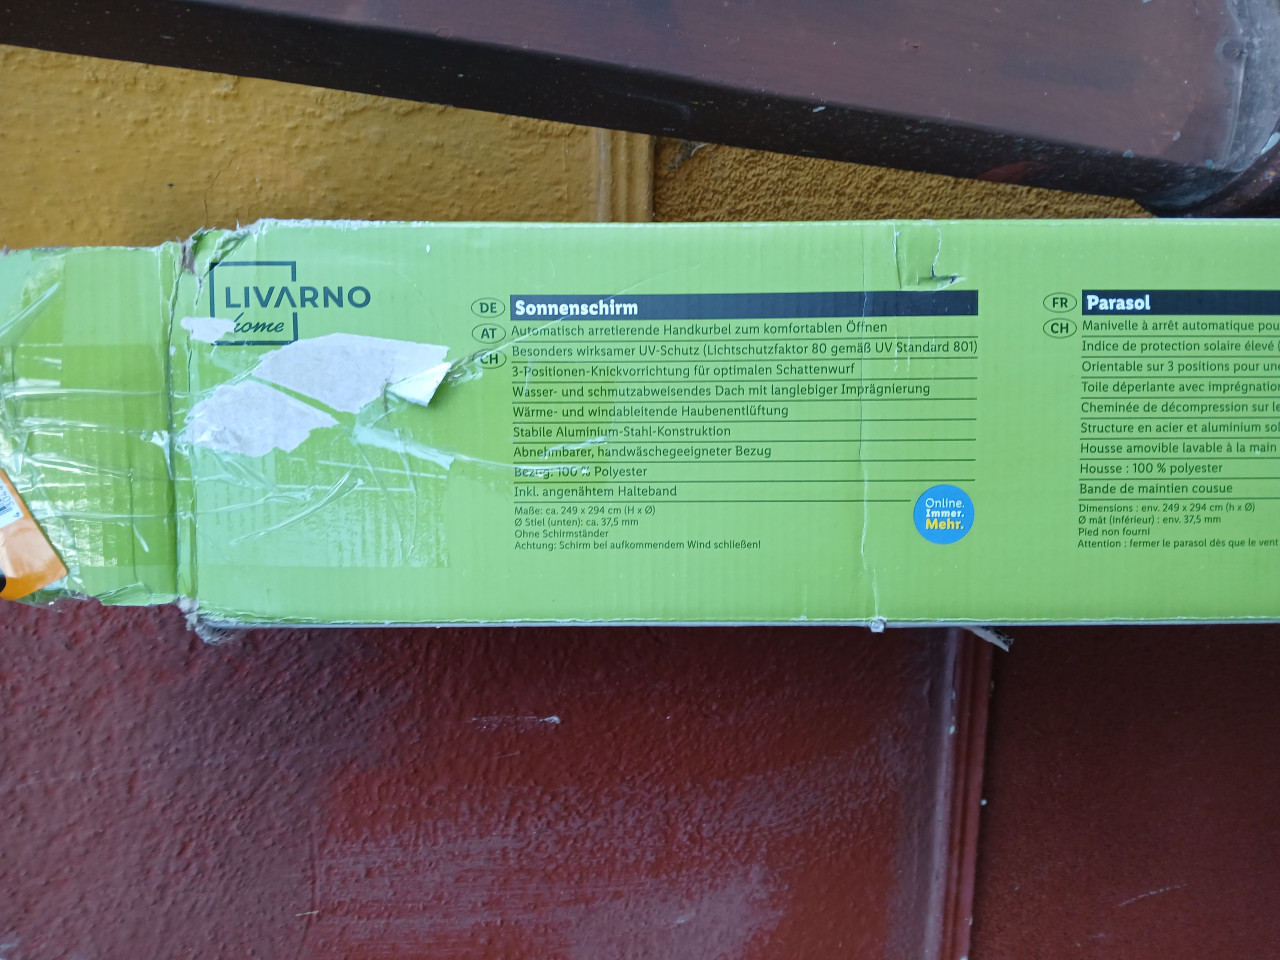 LIVARNO
home
DE
AT
CH
Sonnenschirm
Automatisch arretierende Handkurbel zum komfortablen Öffnen
Besonders wirksamer UV-Schutz (Lichtschutzfaktor 80 gemäß UV Standard 801)
3-Positionen-Knickvorrichtung für optimalen Schattenwurf
Wasser- und schmutzabweisendes Dach mit langlebiger Imprägnierung
Wärme- und windableitende Haubenentlüftung
Stabile Aluminium-Stahl-Konstruktion
Abnehmbarer, handwäschegeeigneter Bezug
Bezug: 100 % Polyester
Inkl. angenähtem Halteband
Maße: ca. 249 x 294 cm (H x Ø)
Ø Stiel (unten): ca. 37,5 mm
Ohne Schirmständer
Achtung: Schirm bei aufkommendem Wind schließen!
Online.
Immer.
Mehr.
FR
CH
Parasol
Manivelle à arrêt automatique pou
Indice de protection solaire élevé (
Orientable sur 3 positions pour un
Toile déperlante avec imprégnatio
Cheminée de décompression sur le
Structure en acier et aluminium sol
Housse amovible lavable à la main
Housse : 100 % polyester
Bande de maintien cousue
Dimensions : env. 249 x 294 cm (h x Ø)
Ø mât (inférieur) : env. 37,5 mm
Pied non fourni
Attention : fermer le parasol dès que le vent